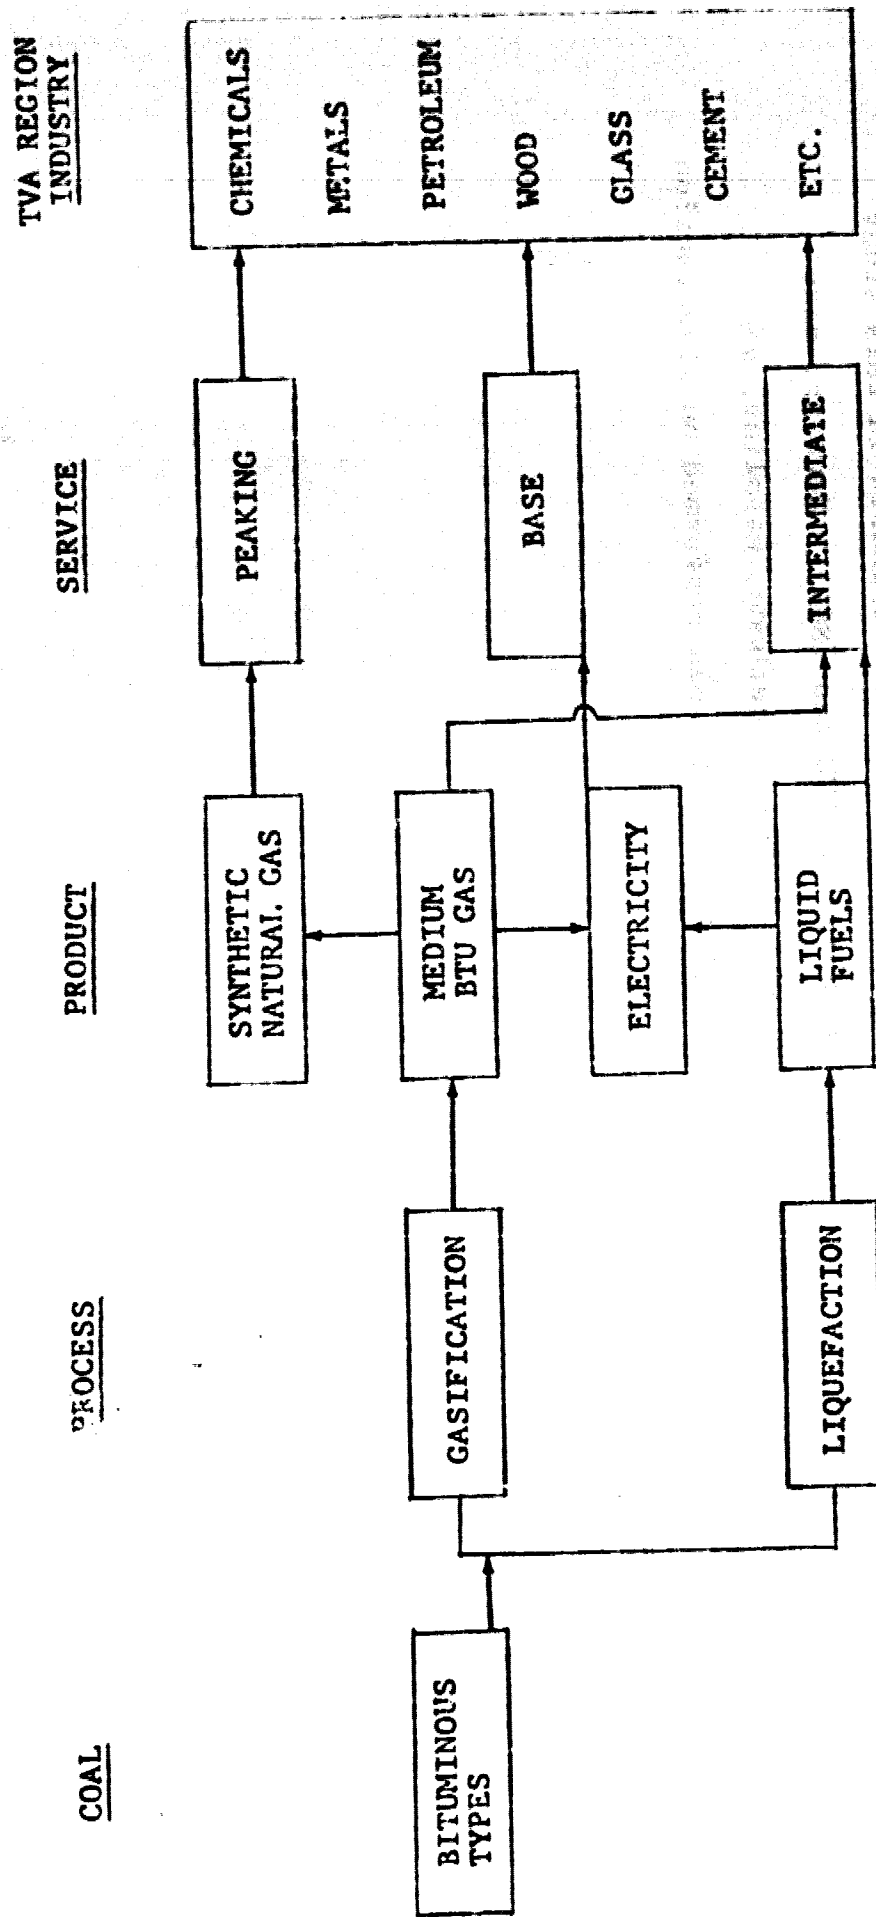 COAL
PROCESS
PRODUCT
SERVICE
TVA REGION
INDUSTRY
BITUMINOUS
TYPES
GASIFICATION
LIQUEFACTION
SYNTHETIC
NATURAL GAS
MEDIUM
BTU GAS
ELECTRICITY
LIQUID
FUELS
PEAKING
BASE
INTERMEDIATE
CHEMICALS
METALS
PETROLEUM
WOOD
GLASS
CEMENT
ETC.